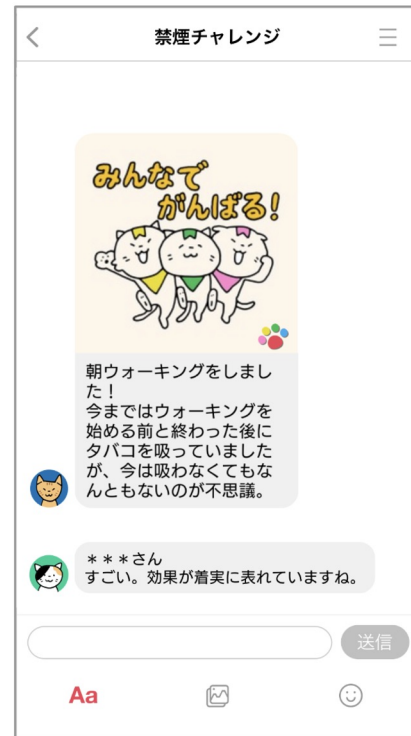 禁煙チャレンジ
みんなで
がんばる!
朝ウォーキングをしまし
た!
今まではウォーキングを
始める前と終わった後に
タバコを吸っていました
が、今は吸わなくてもな
んともないのが不思議。
***さん
すごい。効果が着実に表れていますね。
送信
Aa